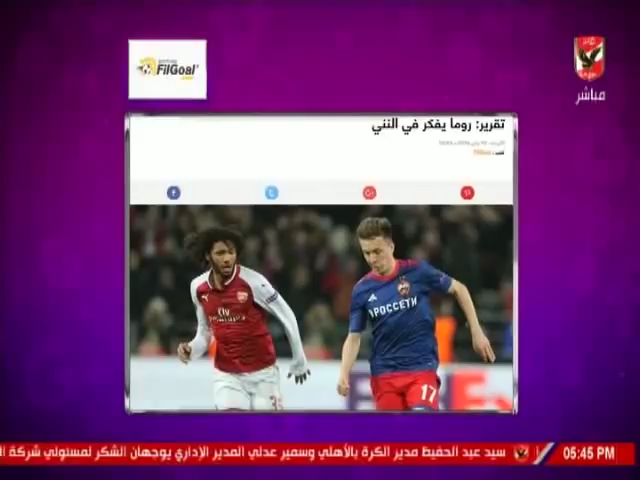 FilGoal
مباشر
تقرير: روما يفكر في النني
Fly
Emirates
РОССЕТИ
17
سيد عبد الحفيظ مدير الكرة بالأهلي وسمير عدلي المدير الإداري يوجهان الشكر لمسئولي شركة
05:45 PM